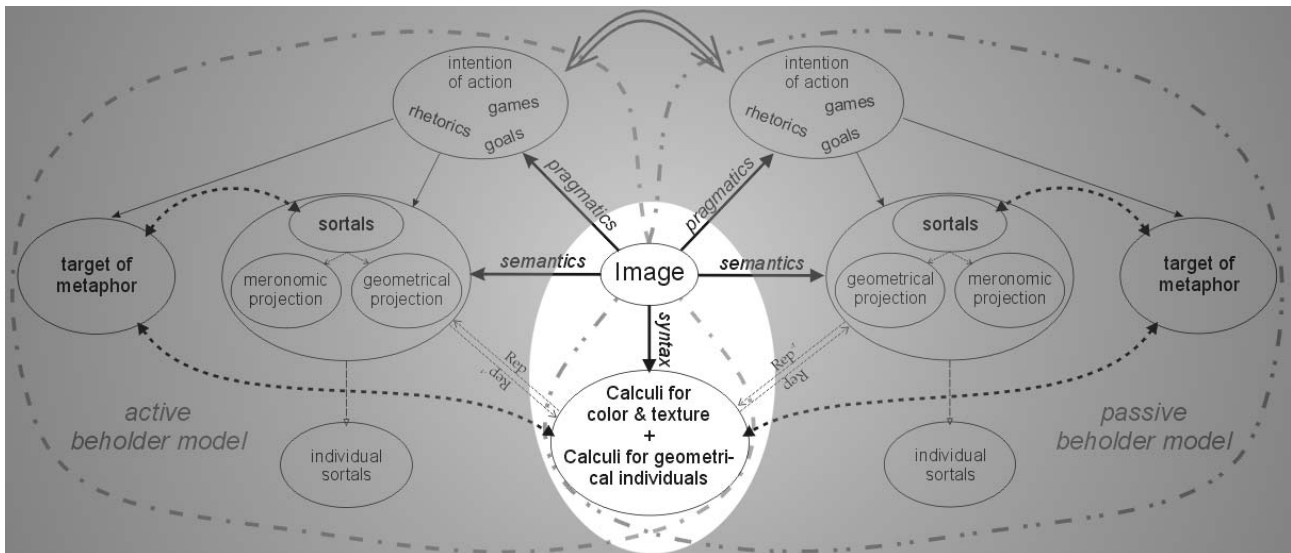 intention
of action
rhetorics
games
goals
intention
of action
rhetorics
games
goals
pragmatics
pragmatics
sortals
meronomic
projection
geometrical
projection
target of
metaphor
semantics
Image
semantics
sortals
geometrical
projection
meronomic
projection
target of
metaphor
syntax
Rep
Rep⁻¹
Rep⁻¹
Rep
Calculi for
color & texture
+
Calculi for geometri-
cal individuals
active
beholder model
individual
sortals
individual
sortals
passive
beholder model